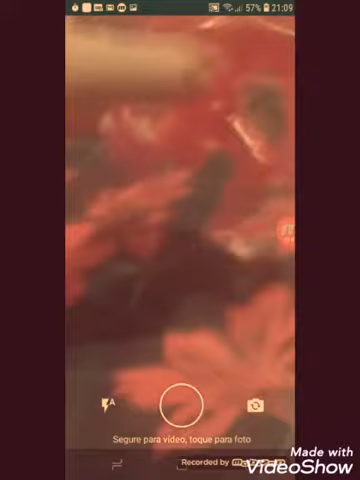 57% 21:09
A
Segure para vídeo, toque para foto
Recorded by
Made with
VideoShow